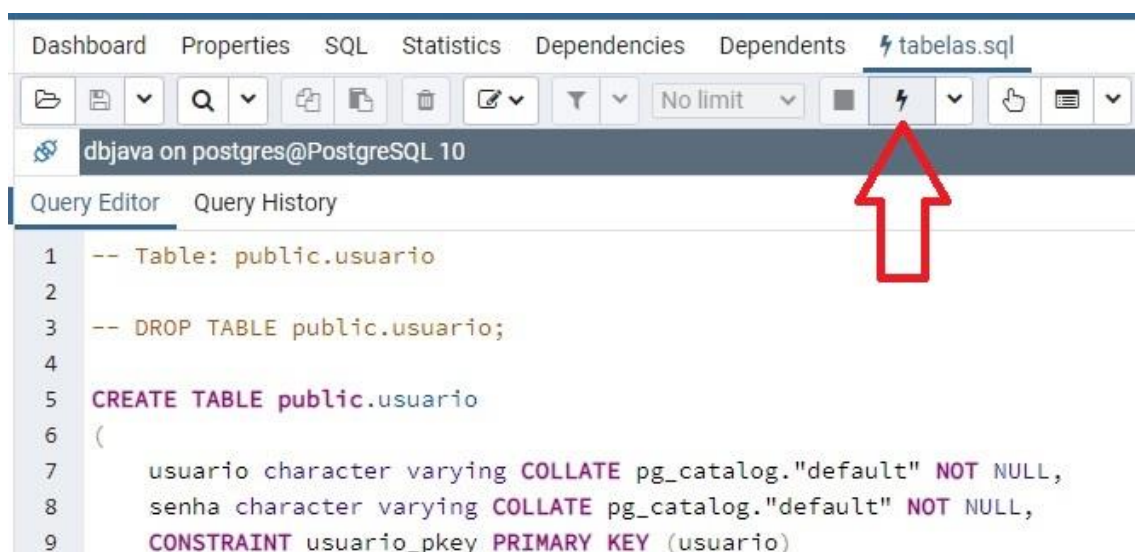 Dashboard Properties SQL Statistics Dependencies Dependents tabelas.sql
No limit
dbjava on postgres@PostgreSQL 10
Query Editor Query History
1 -- Table: public.usuario
2
3 -- DROP TABLE public.usuario;
4
5 CREATE TABLE public.usuario
6 (
7 usuario character varying COLLATE pg_catalog."default" NOT NULL,
8 senha character varying COLLATE pg_catalog."default" NOT NULL,
9 CONSTRAINT usuario_pkey PRIMARY KEY (usuario)